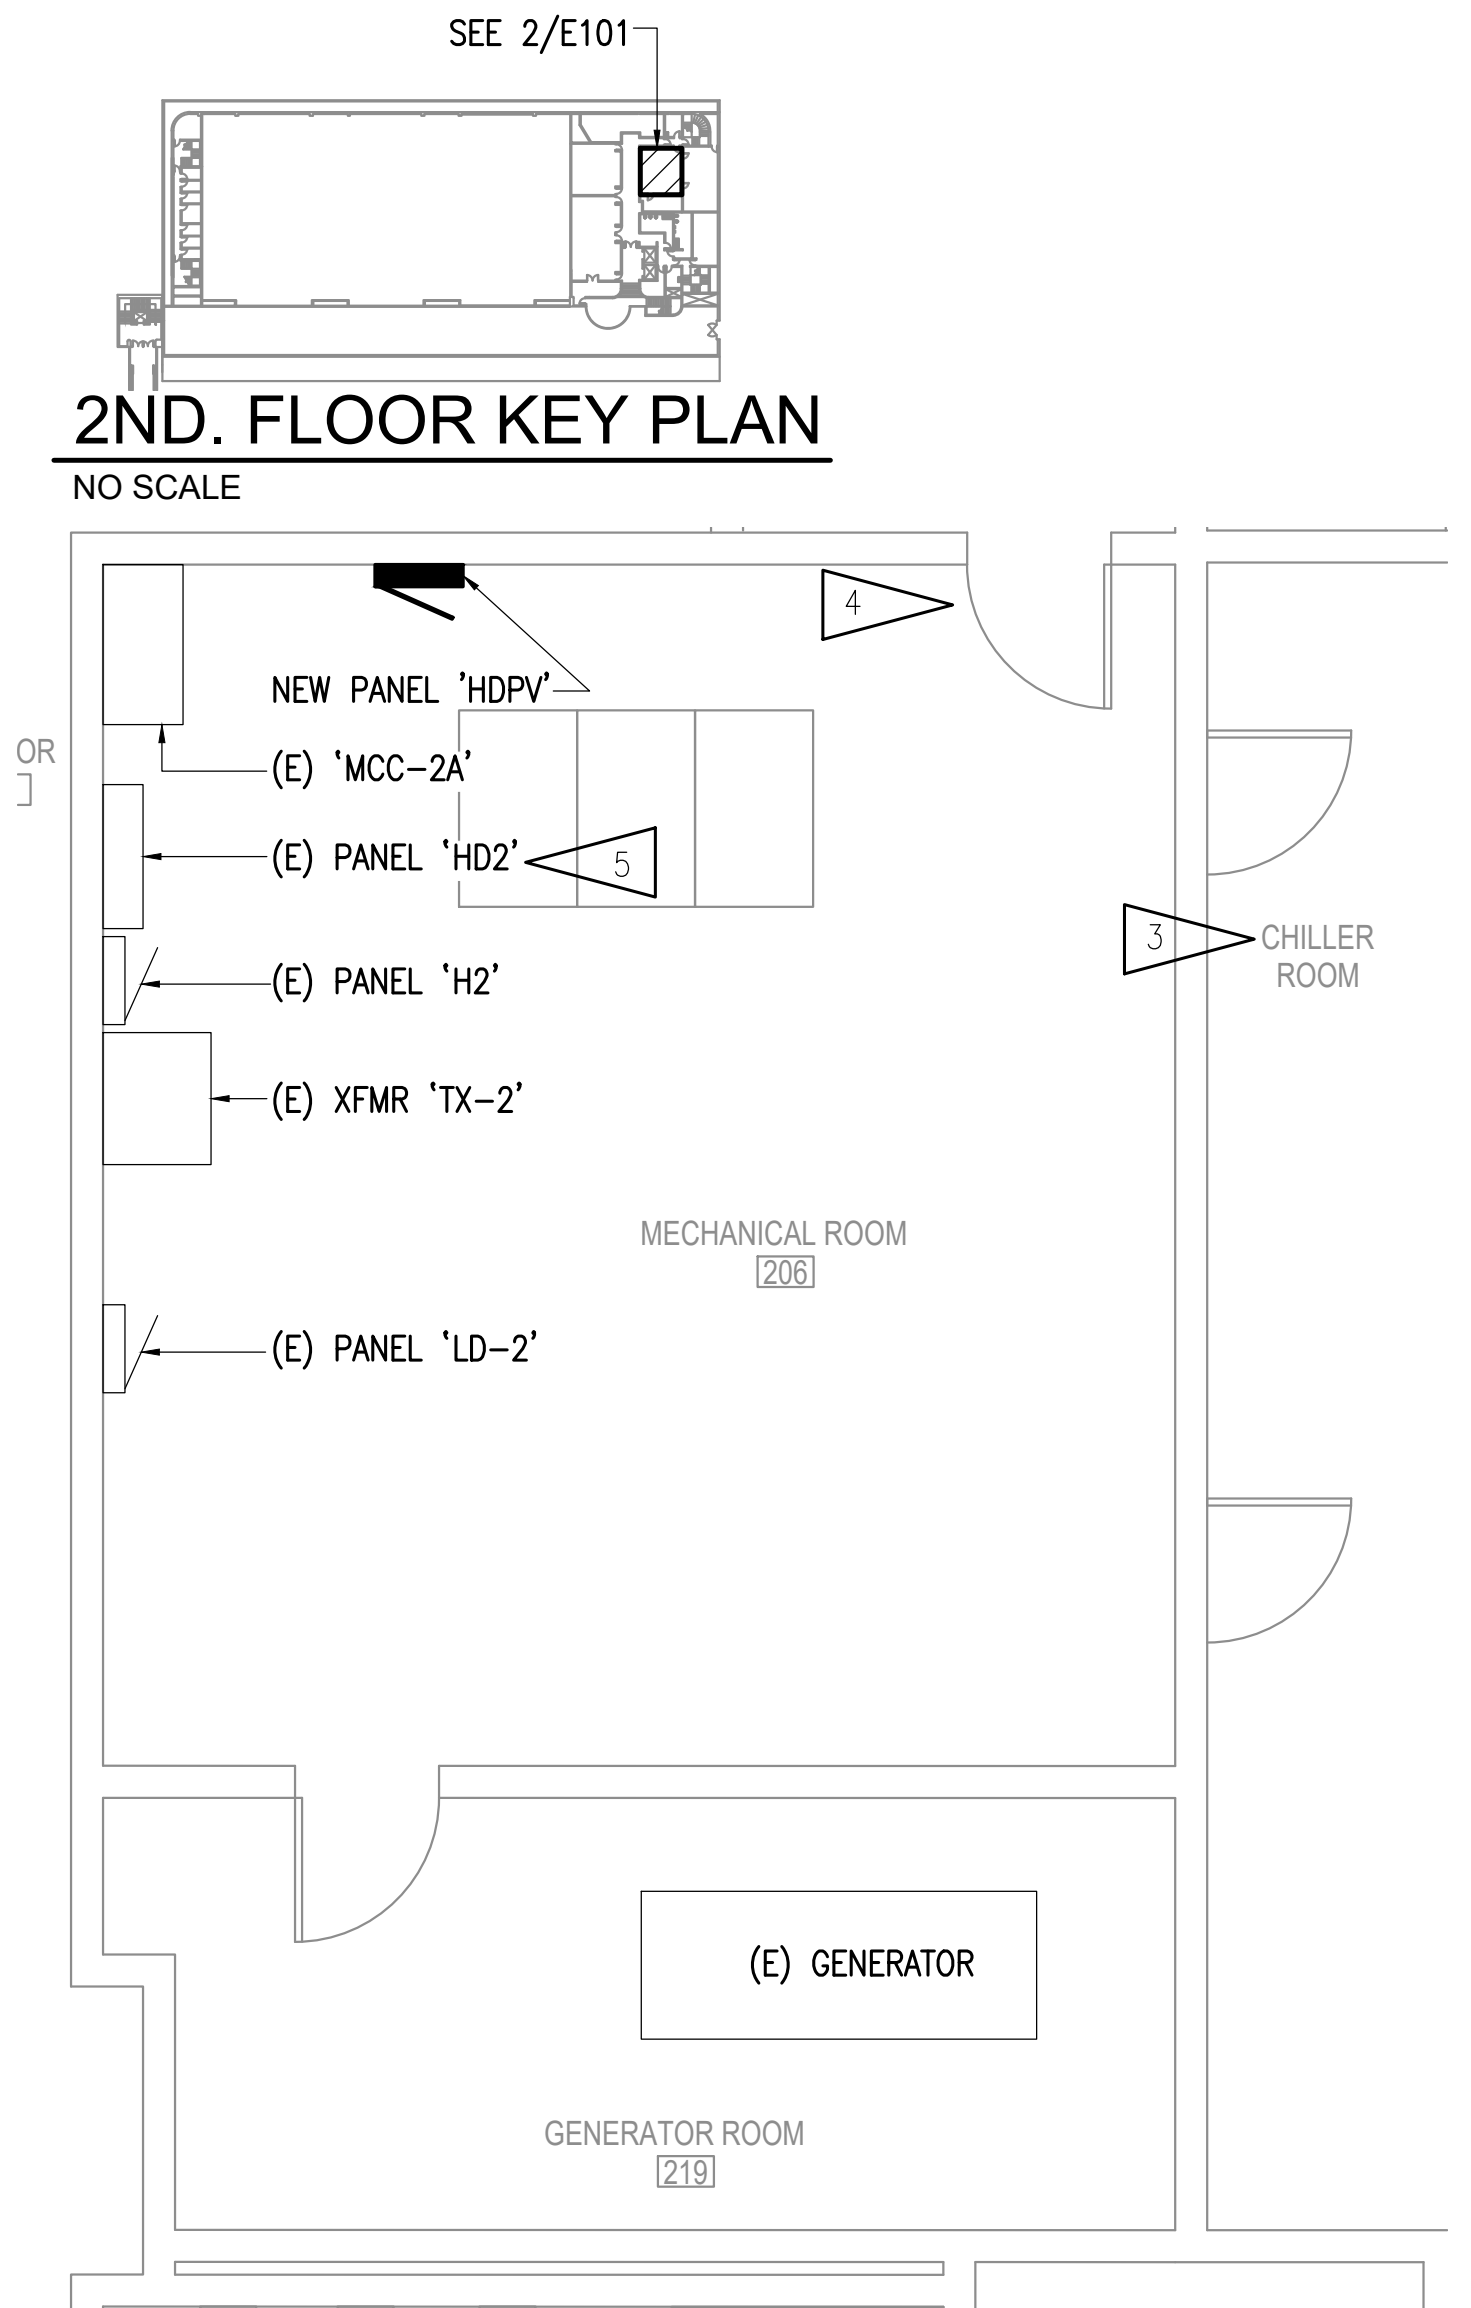 SEE 2/E101
2ND. FLOOR KEY PLAN
NO SCALE
4
NEW PANEL 'HDPV'
OR
(E) 'MCC-2A'
(E) PANEL 'HD2'
5
3
CHILLER
ROOM
(E) PANEL 'H2'
(E) XFMR 'TX-2'
MECHANICAL ROOM
206
(E) PANEL 'LD-2'
(E) GENERATOR
GENERATOR ROOM
219